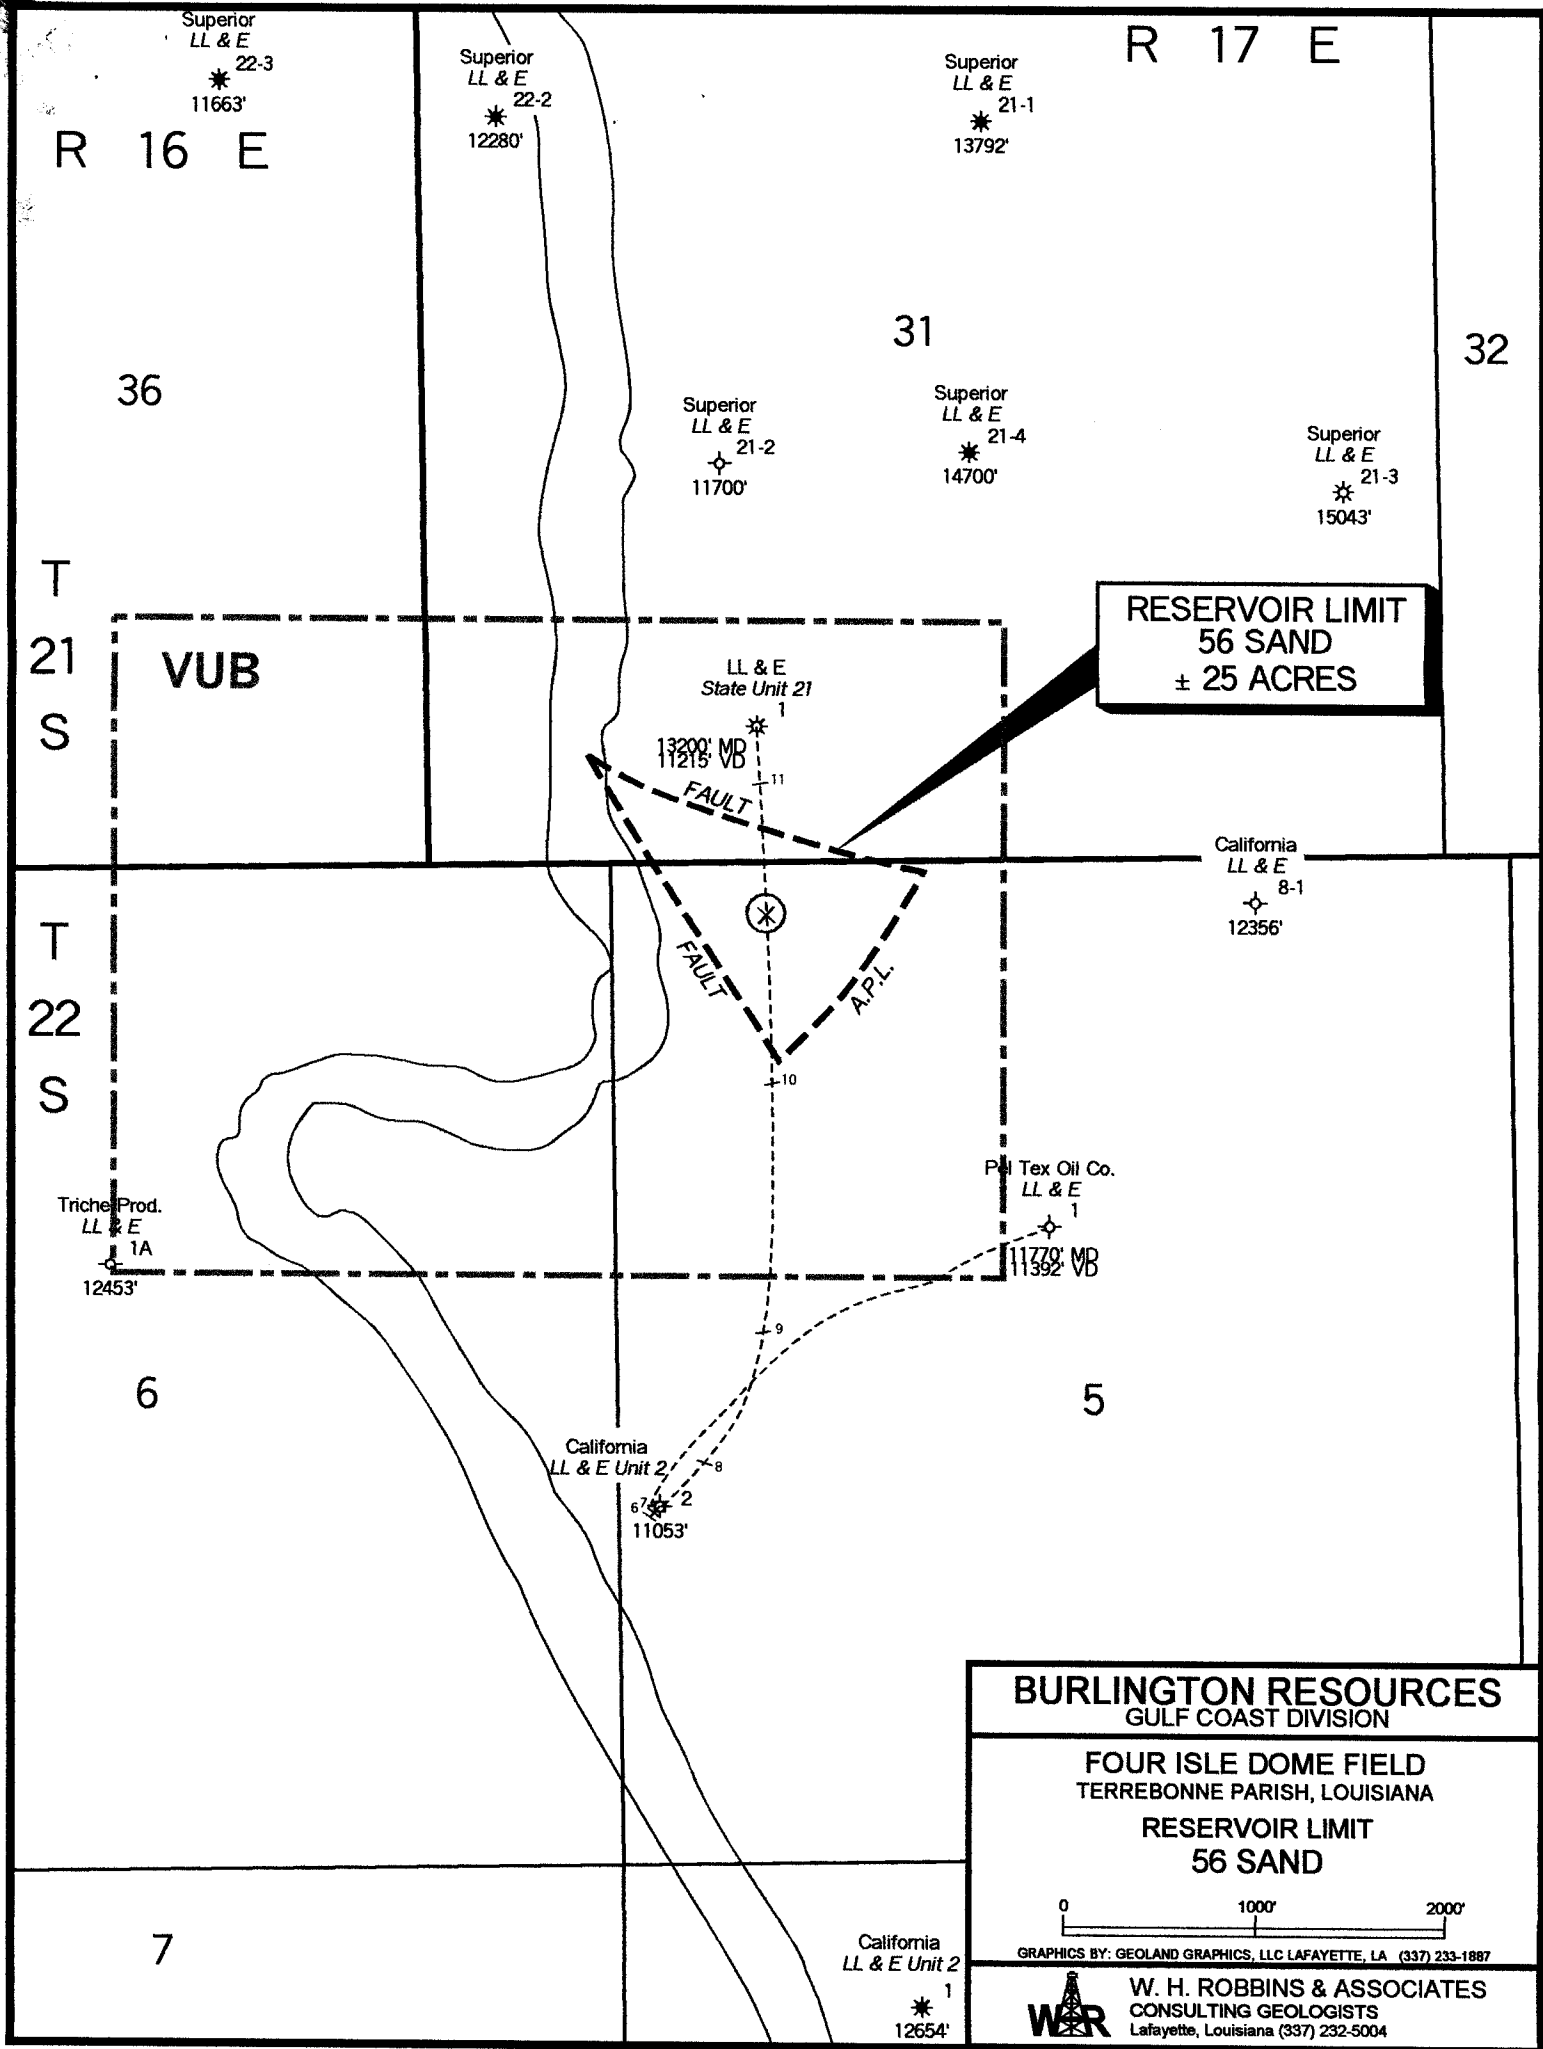 Superior
LL & E
22-3
11663'
Superior
LL & E
22-2
12280'
Superior
LL & E
21-1
13792'
R 17 E
R 16 E
31
32
36
Superior
LL & E
21-2
11700'
Superior
LL & E
21-4
14700'
Superior
LL & E
21-3
15043'
T
21
S
VUB
RESERVOIR LIMIT
56 SAND
± 25 ACRES
LL & E
State Unit 21
1
13200' MD
11215' VD
11
FAULT
California
LL & E
8-1
12356'
T
22
S
FAULT
A.P.L.
10
Triche Prod.
LL & E
1A
12453'
Pel Tex Oil Co.
LL & E
1
11770' MD
11392' VD
9
6
5
California
LL & E Unit 2
8
6
7
2
11053'
7
California
LL & E Unit 2
1
12654'
BURLINGTON RESOURCES
GULF COAST DIVISION
FOUR ISLE DOME FIELD
TERREBONNE PARISH, LOUISIANA
RESERVOIR LIMIT
56 SAND
0 1000' 2000'
GRAPHICS BY: GEOLAND GRAPHICS, LLC LAFAYETTE, LA (337) 233-1887
WR
W. H. ROBBINS & ASSOCIATES
CONSULTING GEOLOGISTS
Lafayette, Louisiana (337) 232-5004